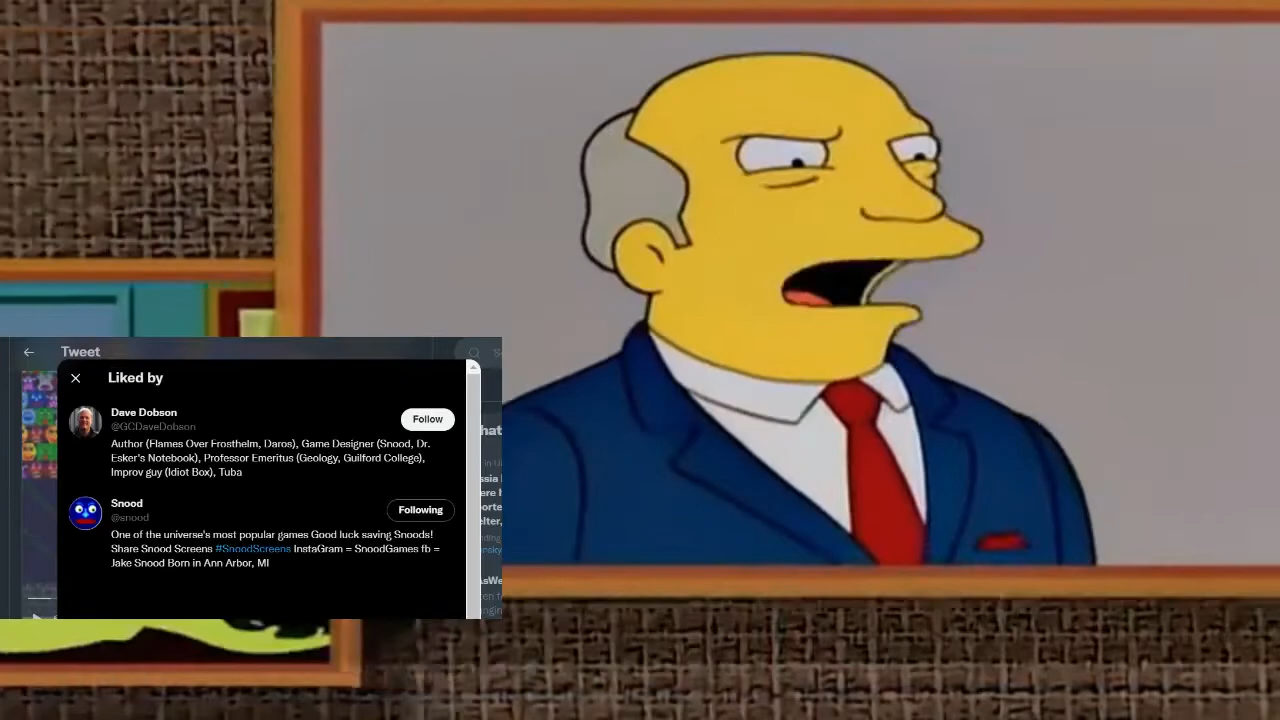 Tweet
Liked by
Dave Dobson
@GCDaveDobson
Follow
Author (Flames Over Frosthelm, Daros), Game Designer (Snood, Dr.
Esker's Notebook), Professor Emeritus (Geology, Guilford College),
Improv guy (Idiot Box), Tuba
Snood
@snood
Following
One of the universe's most popular games Good luck saving Snoods!
Share Snood Screens #SnoodScreens InstaGram = SnoodGames fb =
Jake Snood Born in Ann Arbor, MI